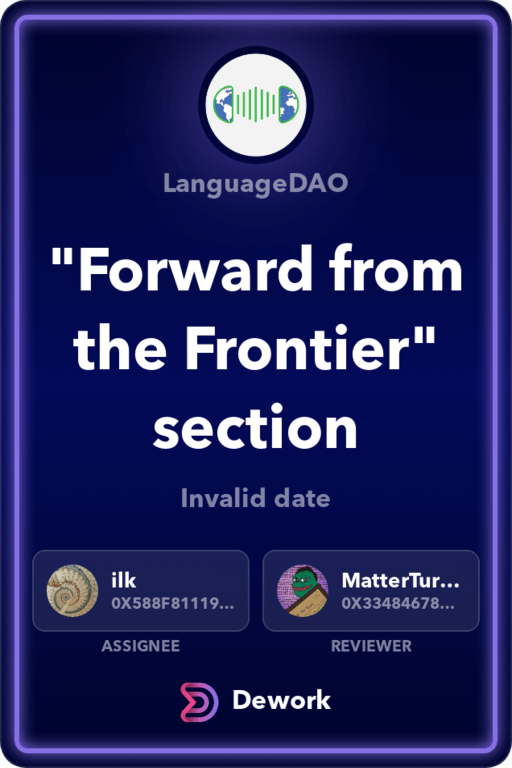 LanguageDAO
"Forward from
the Frontier"
section
Invalid date
ilk
0X588F81119...
ASSIGNEE
MatterTur...
0X33484678...
REVIEWER
Dework